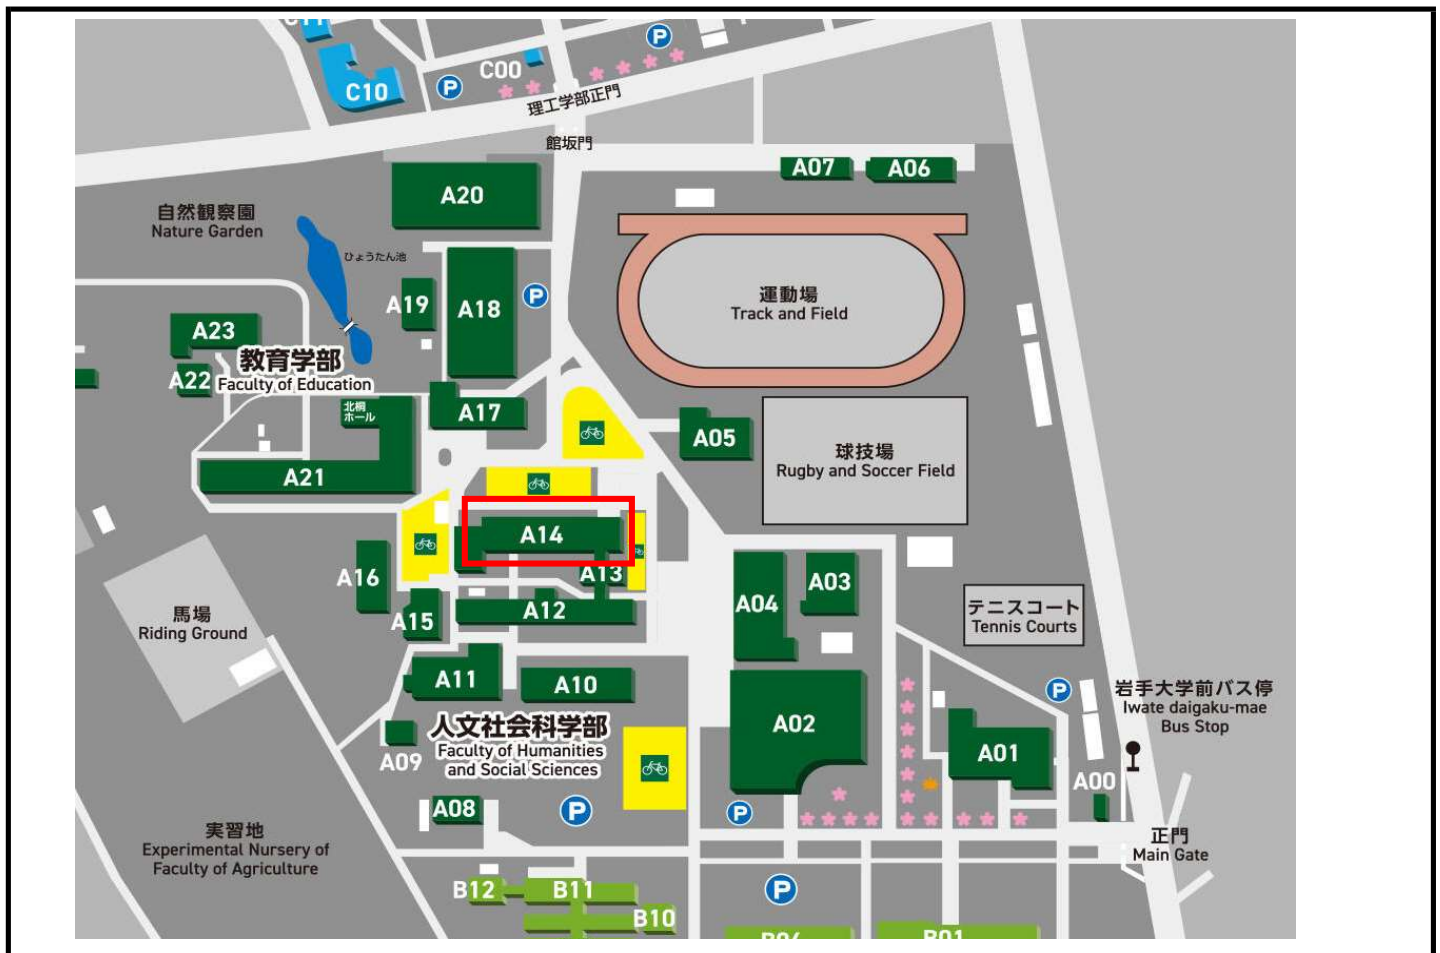 C11
P
C00
P
C10
理工学部正門
館坂門
A07
A06
A20
自然観察園
Nature Garden
ひょうたん池
A19
A18
P
運動場
Track and Field
A23
教育学部
Faculty of Education
A22
北桐
ホール
A17
A05
球技場
Rugby and Soccer Field
A21
A14
A16
A13
A04
A03
テニスコート
Tennis Courts
A15
A12
馬場
Riding Ground
A11
A10
P
岩手大学前バス停
Iwate daigaku-mae
Bus Stop
人文社会科学部
Faculty of Humanities
and Social Sciences
A02
A01
A09
A00
A08
P
P
実習地
Experimental Nursery of
Faculty of Agriculture
正門
Main Gate
B12
B11
P
B10
B01